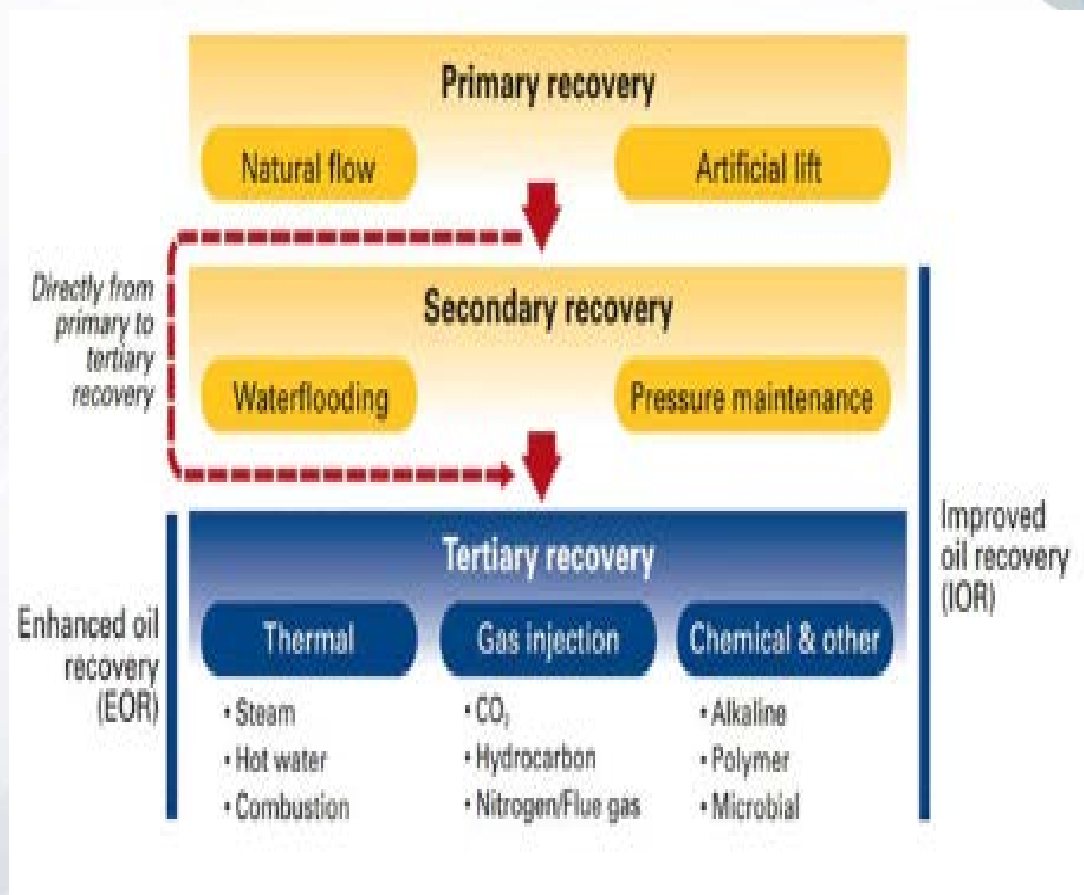 Primary recovery
Natural flow
Artificial lift
Directly from
primary to
tertiary
recovery
Secondary recovery
Waterflooding
Pressure maintenance
Improved
oil recovery
(IOR)
Tertiary recovery
Enhanced oil
recovery
(EOR)
Thermal
• Steam
• Hot water
• Combustion
Gas injection
• CO₂
• Hydrocarbon
• Nitrogen/Flue gas
Chemical & other
• Alkaline
• Polymer
• Microbial